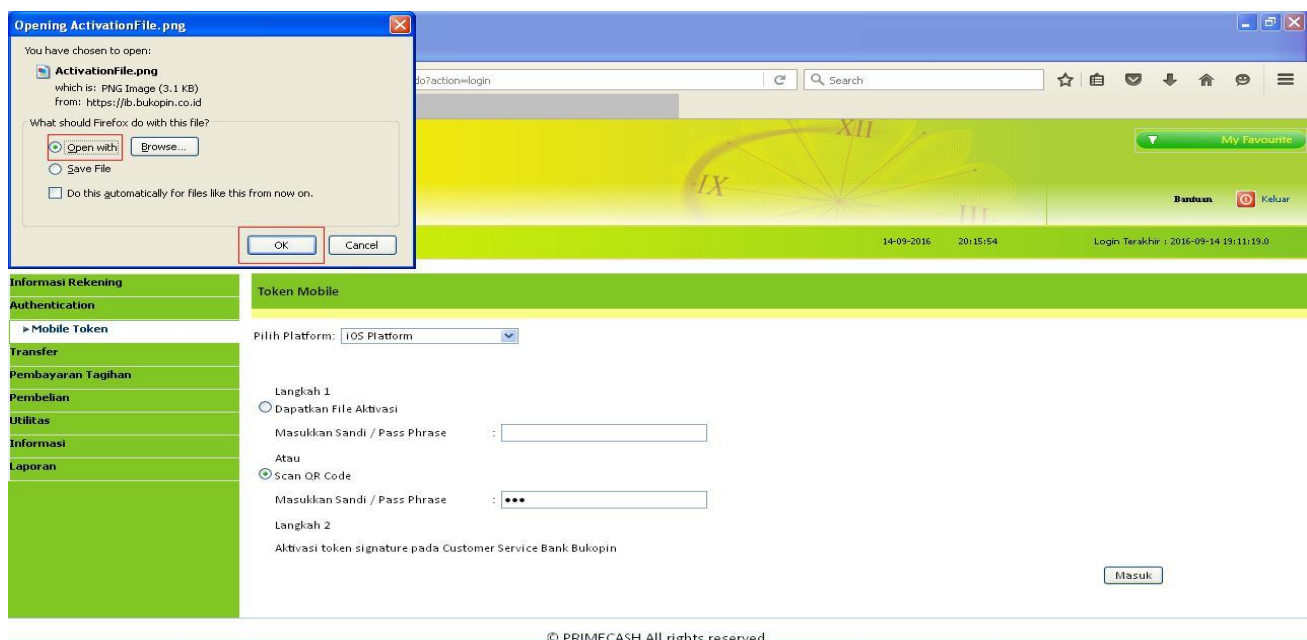 Opening ActivationFile.png
You have chosen to open:
ActivationFile.png
which is: PNG Image (3.1 KB)
from: https://ib.bukopin.co.id
What should Firefox do with this file?
Open with Browse...
Save File
Do this automatically for files like this from now on.
OK Cancel
do?action=login
Search
XII
IX
III
My Favourite
Bantuan Keluar
14-09-2016 20:15:54 Login Terakhir : 2016-09-14 19:11:19.0
Informasi Rekening
Authentication
Mobile Token
Transfer
Pembayaran Tagihan
Pembelian
Utilitas
Informasi
Laporan
Token Mobile
Pilih Platform: iOS Platform
Langkah 1
Dapatkan File Aktivasi
Masukkan Sandi / Pass Phrase :
Atau
Scan QR Code
Masukkan Sandi / Pass Phrase : •••
Langkah 2
Aktivasi token signature pada Customer Service Bank Bukopin
Masuk
© PRIMECASH All rights reserved